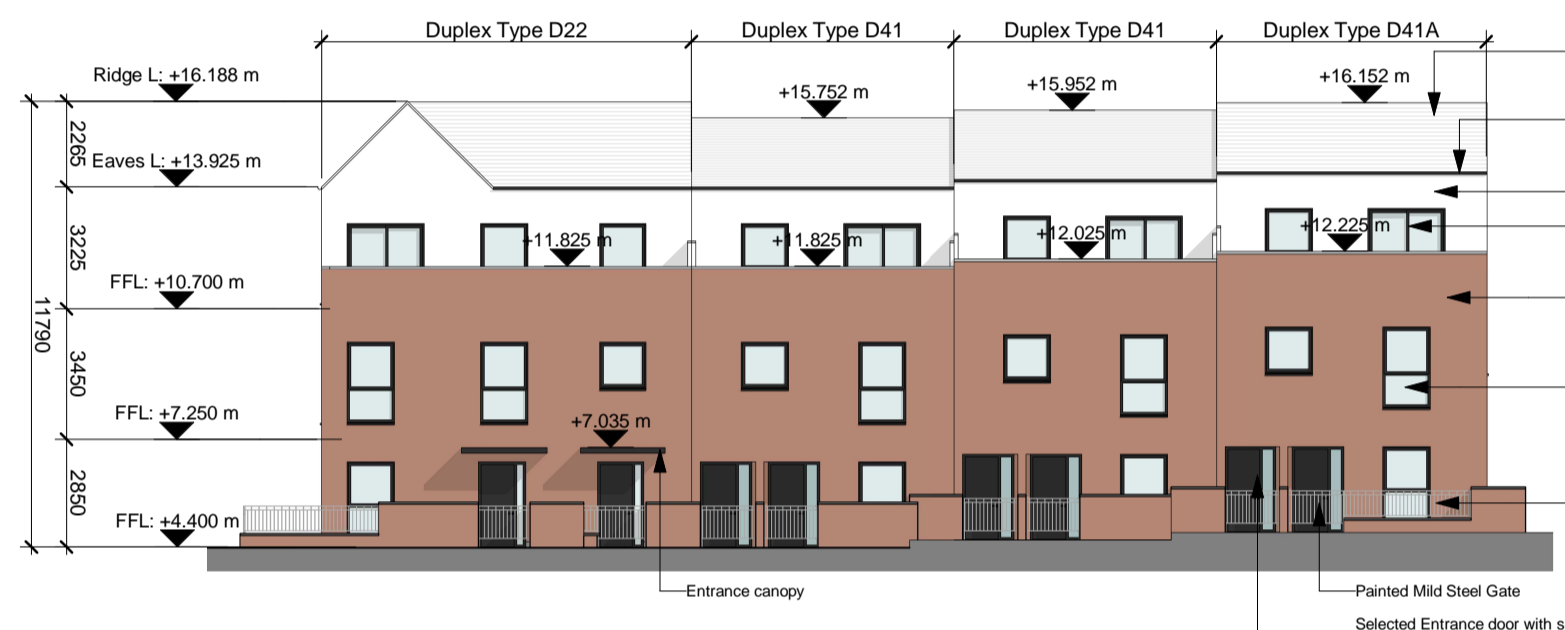 Duplex Type D22
Duplex Type D41
Duplex Type D41
Duplex Type D41A
Ridge L: +16.188 m
+15.752 m
+15.952 m
+16.152 m
2265
Eaves L: +13.925 m
3225
+11.825 m
+11.825 m
+12.025 m
+12.225 m
FFL: +10.700 m
11790
3450
FFL: +7.250 m
+7.035 m
2850
FFL: +4.400 m
Entrance canopy
Painted Mild Steel Gate
Selected Entrance door with s